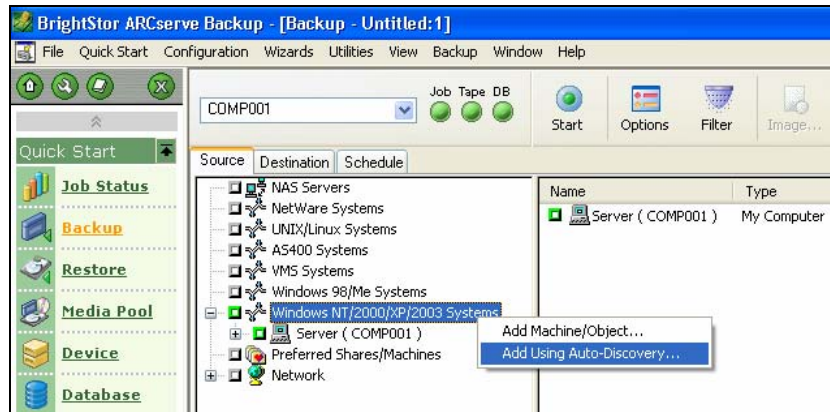 BrightStor ARCserve Backup - [Backup - Untitled:1]
File Quick Start Configuration Wizards Utilities View Backup Window Help
COMP001
Job Tape DB
Start
Options
Filter
Image...
Quick Start
Job Status
Backup
Restore
Media Pool
Device
Database
Source Destination Schedule
NAS Servers
NetWare Systems
UNIX/Linux Systems
AS400 Systems
VMS Systems
Windows 98/Me Systems
Windows NT/2000/XP/2003 Systems
Server ( COMP001 )
Preferred Shares/Machines
Network
Add Machine/Object...
Add Using Auto-Discovery...
Name Type
Server ( COMP001 ) My Computer